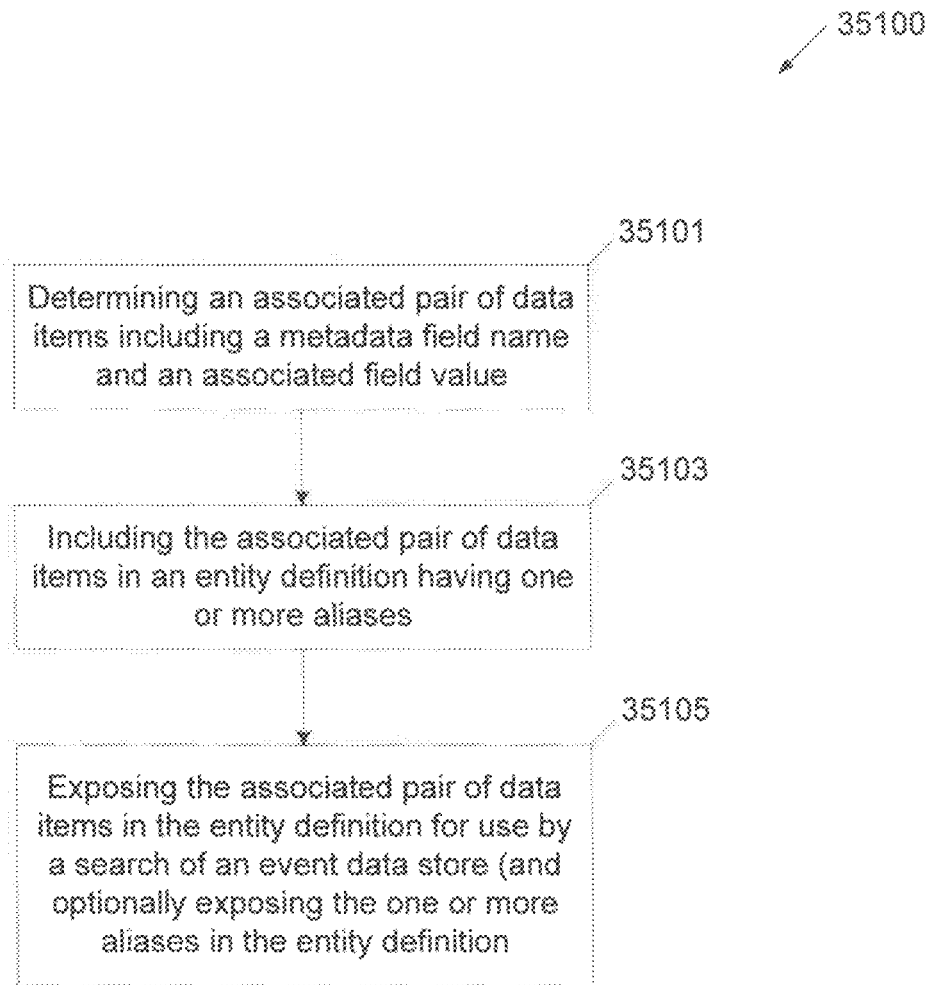 35100
35101
Determining an associated pair of data
items including a metadata field name
and an associated field value
35103
Including the associated pair of data
items in an entity definition having one
or more aliases
35105
Exposing the associated pair of data
items in the entity definition for use by
a search of an event data store (and
optionally exposing the one or more
aliases in the entity definition